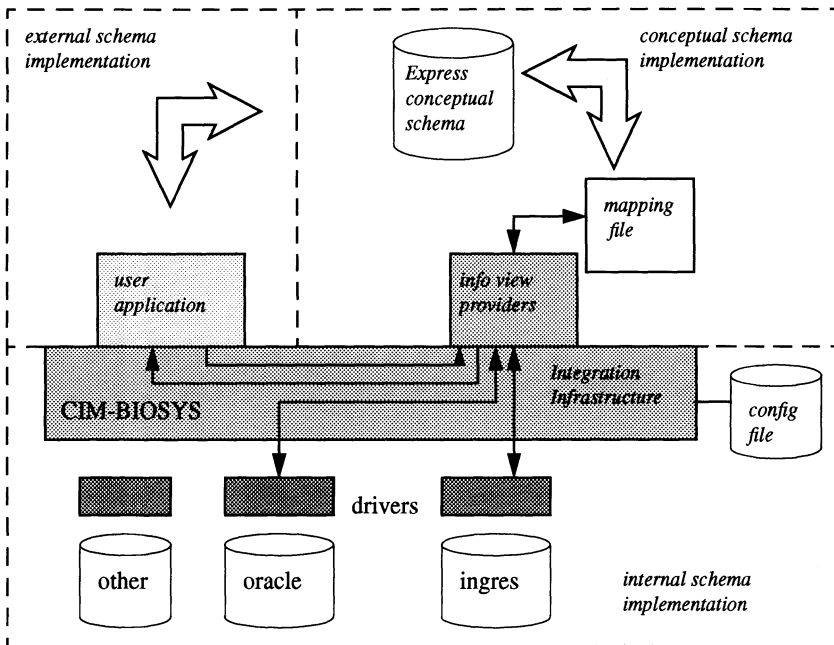 external schema
implementation
Express
conceptual
schema
conceptual schema
implementation
mapping
file
user
application
info view
providers
Integration
Infrastructure
CIM-BIOSYS
config
file
drivers
other
oracle
ingres
internal schema
implementation